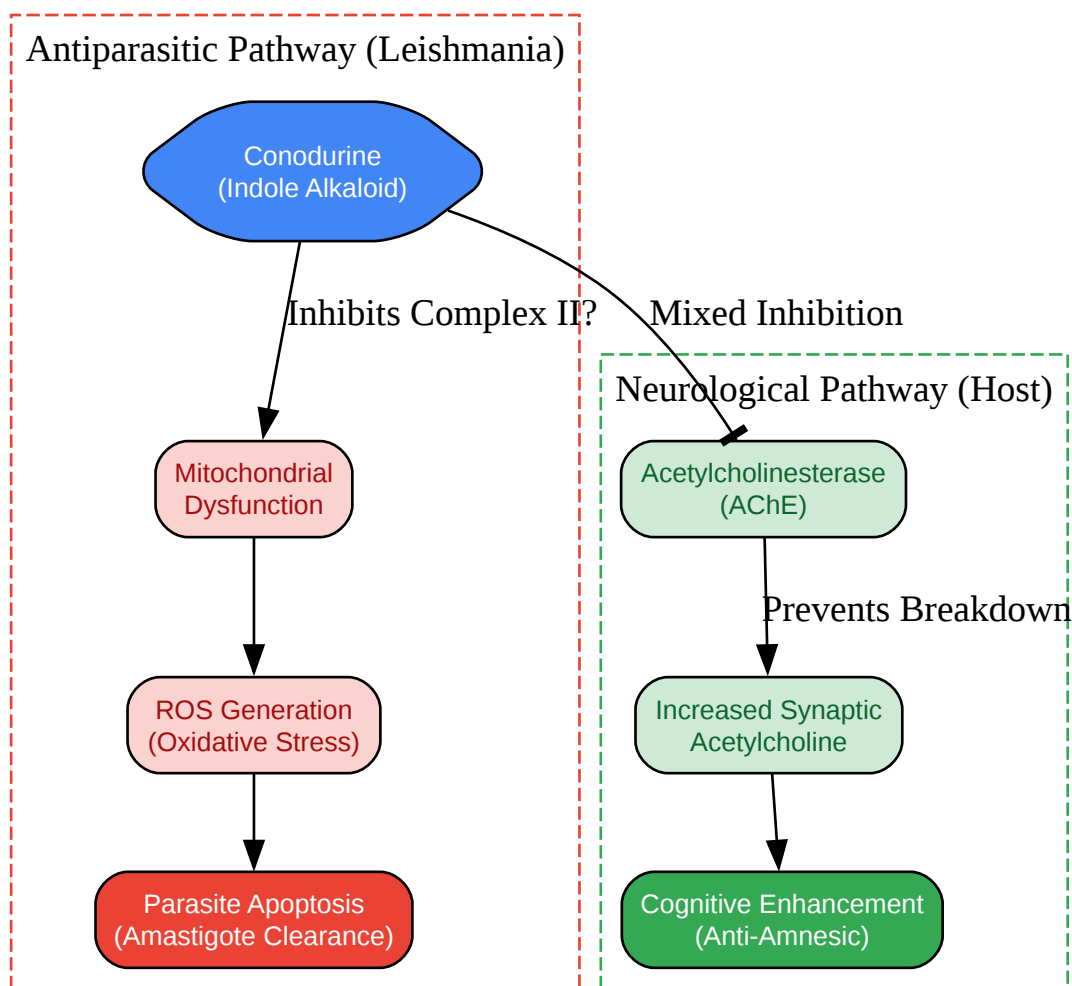 Antiparasitic Pathway (Leishmania)
Conodurine
(Indole Alkaloid)
Inhibits Complex II?
Mixed Inhibition
Neurological Pathway (Host)
Mitochondrial
Dysfunction
Acetylcholinesterase
(AChE)
Prevents Breakdown
ROS Generation
(Oxidative Stress)
Increased Synaptic
Acetylcholine
Parasite Apoptosis
(Amastigote Clearance)
Cognitive Enhancement
(Anti-Amnesic)